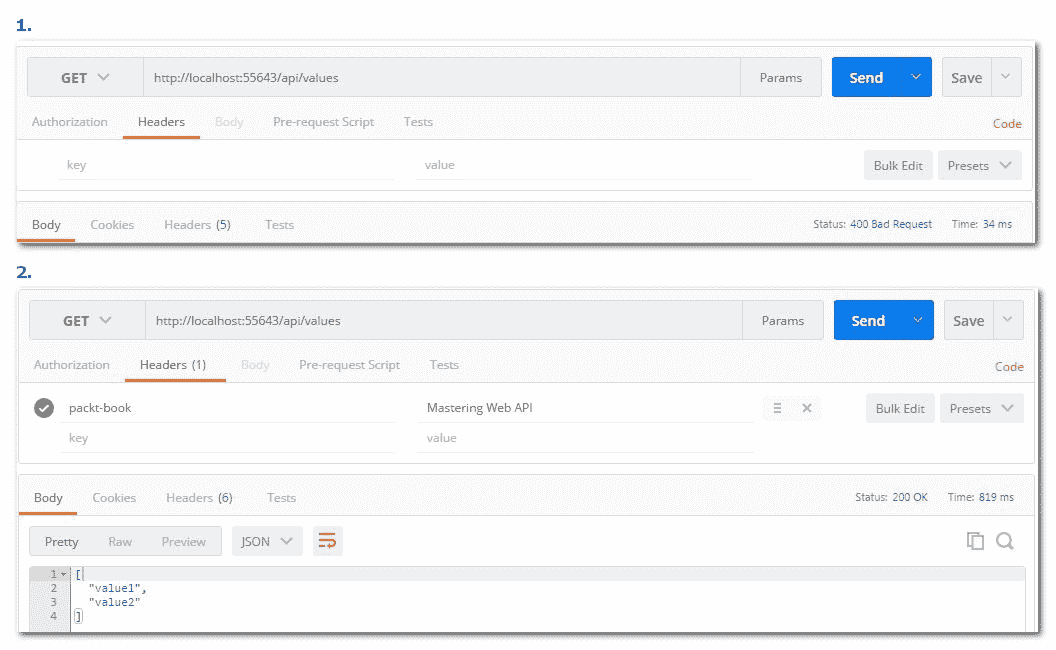 1.
GET http://localhost:55643/api/values Params Send Save
Authorization Headers Body Pre-request Script Tests Code
key value Bulk Edit Presets
Body Cookies Headers (5) Tests Status: 400 Bad Request Time: 34 ms
2.
GET http://localhost:55643/api/values Params Send Save
Authorization Headers (1) Body Pre-request Script Tests Code
packt-book Mastering Web API Bulk Edit Presets
key value
Body Cookies Headers (6) Tests Status: 200 OK Time: 819 ms
Pretty Raw Preview JSON
1 [
2 "value1",
3 "value2"
4 ]